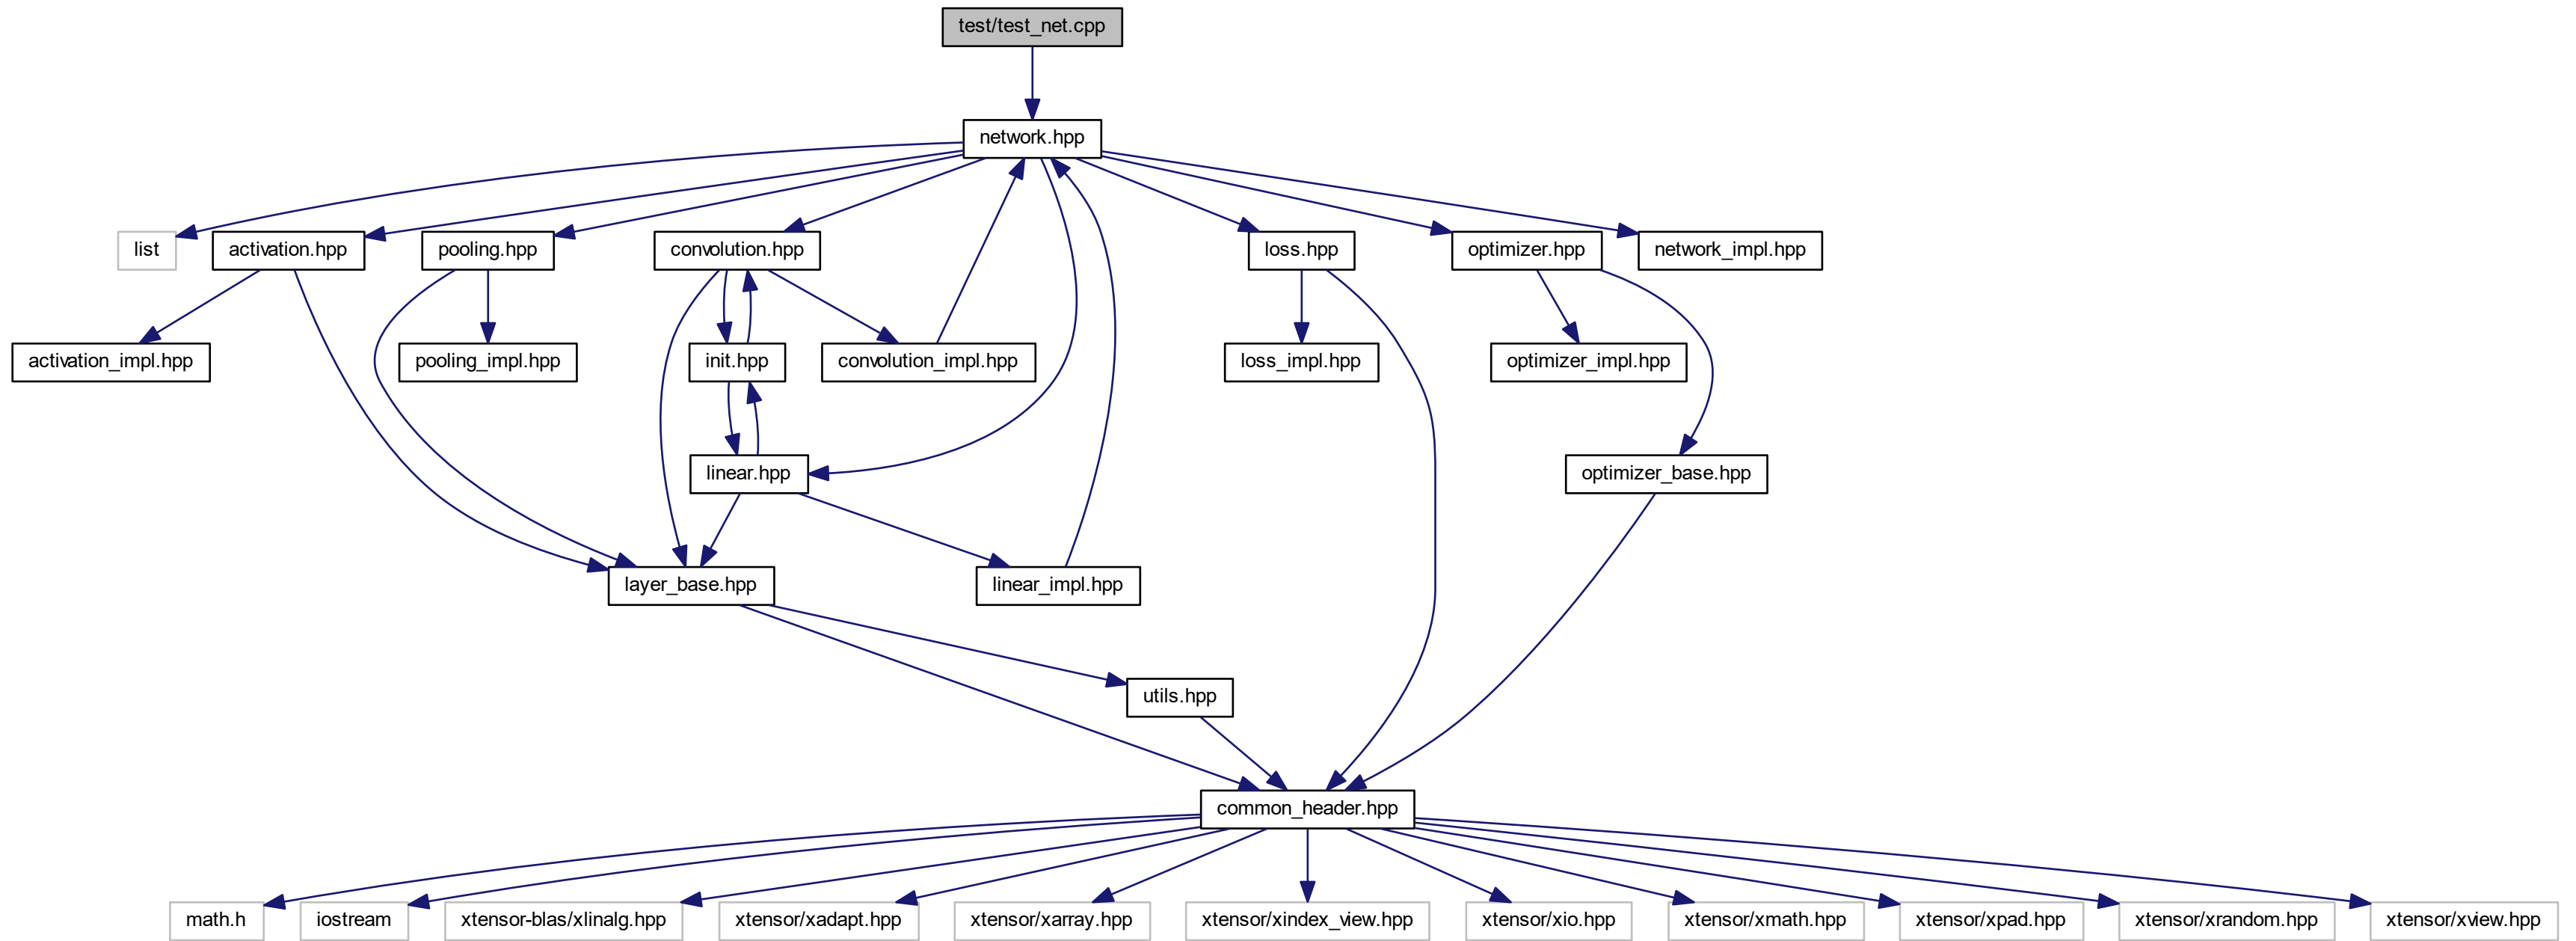 test/test_net.cpp
network.hpp
list
activation.hpp
pooling.hpp
convolution.hpp
loss.hpp
optimizer.hpp
network_impl.hpp
activation_impl.hpp
pooling_impl.hpp
init.hpp
convolution_impl.hpp
loss_impl.hpp
optimizer_impl.hpp
linear.hpp
optimizer_base.hpp
layer_base.hpp
linear_impl.hpp
utils.hpp
common_header.hpp
math.h
iostream
xtensor-blas/xlinalg.hpp
xtensor/xadapt.hpp
xtensor/xarray.hpp
xtensor/xindex_view.hpp
xtensor/xio.hpp
xtensor/xmath.hpp
xtensor/xpad.hpp
xtensor/xrandom.hpp
xtensor/xview.hpp